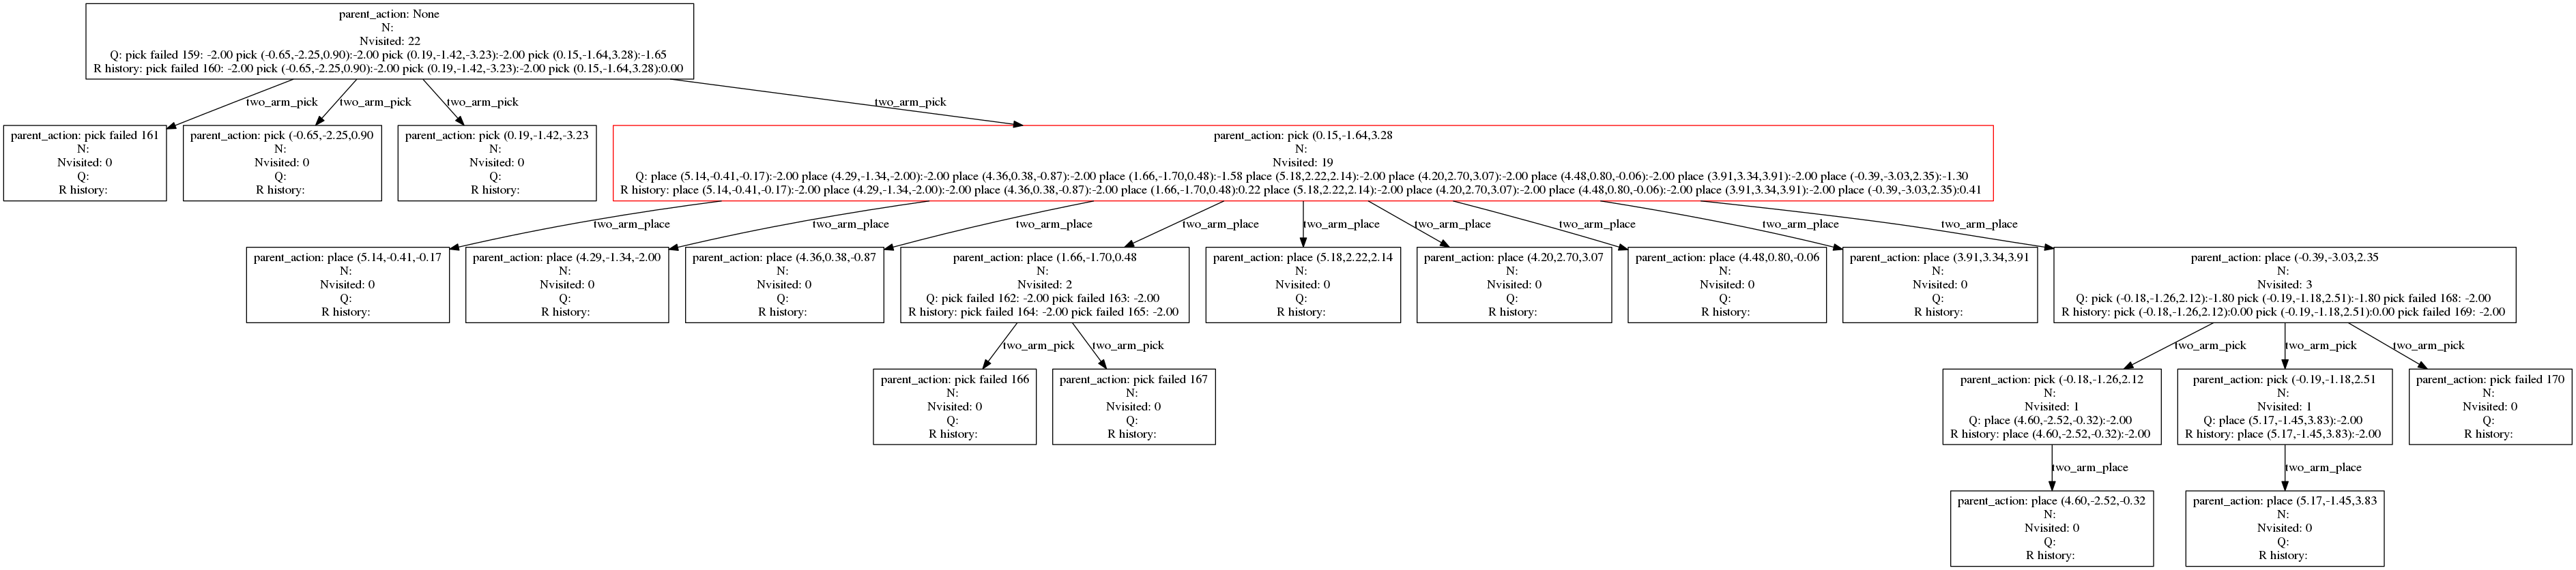 parent_action: None
N:
Nvisited: 22
Q: pick failed 159: -2.00 pick (-0.65,-2.25,0.90):-2.00 pick (0.19,-1.42,-3.23):-2.00 pick (0.15,-1.64,3.28):-1.65
R history: pick failed 160: -2.00 pick (-0.65,-2.25,0.90):-2.00 pick (0.19,-1.42,-3.23):-2.00 pick (0.15,-1.64,3.28):0.00
two_arm_pick
two_arm_pick
two_arm_pick
two_arm_pick
parent_action: pick failed 161
N:
Nvisited: 0
Q:
R history:
parent_action: pick (-0.65,-2.25,0.90
N:
Nvisited: 0
Q:
R history:
parent_action: pick (0.19,-1.42,-3.23
N:
Nvisited: 0
Q:
R history:
parent_action: pick (0.15,-1.64,3.28
N:
Nvisited: 19
Q: place (5.14,-0.41,-0.17):-2.00 place (4.29,-1.34,-2.00):-2.00 place (4.36,0.38,-0.87):-2.00 place (1.66,-1.70,0.48):-1.58 place (5.18,2.22,2.14):-2.00 place (4.20,2.70,3.07):-2.00 place (4.48,0.80,-0.06):-2.00 place (3.91,3.34,3.91):-2.00 place (-0.39,-3.03,2.35):-1.30
R history: place (5.14,-0.41,-0.17):-2.00 place (4.29,-1.34,-2.00):-2.00 place (4.36,0.38,-0.87):-2.00 place (1.66,-1.70,0.48):0.22 place (5.18,2.22,2.14):-2.00 place (4.20,2.70,3.07):-2.00 place (4.48,0.80,-0.06):-2.00 place (3.91,3.34,3.91):-2.00 place (-0.39,-3.03,2.35):0.41
two_arm_place
two_arm_place
two_arm_place
two_arm_place
two_arm_place
two_arm_place
two_arm_place
two_arm_place
two_arm_place
parent_action: place (5.14,-0.41,-0.17
N:
Nvisited: 0
Q:
R history:
parent_action: place (4.29,-1.34,-2.00
N:
Nvisited: 0
Q:
R history:
parent_action: place (4.36,0.38,-0.87
N:
Nvisited: 0
Q:
R history:
parent_action: place (1.66,-1.70,0.48
N:
Nvisited: 2
Q: pick failed 162: -2.00 pick failed 163: -2.00
R history: pick failed 164: -2.00 pick failed 165: -2.00
parent_action: place (5.18,2.22,2.14
N:
Nvisited: 0
Q:
R history:
parent_action: place (4.20,2.70,3.07
N:
Nvisited: 0
Q:
R history:
parent_action: place (4.48,0.80,-0.06
N:
Nvisited: 0
Q:
R history:
parent_action: place (3.91,3.34,3.91
N:
Nvisited: 0
Q:
R history:
parent_action: place (-0.39,-3.03,2.35
N:
Nvisited: 3
Q: pick (-0.18,-1.26,2.12):-1.80 pick (-0.19,-1.18,2.51):-1.80 pick failed 168: -2.00
R history: pick (-0.18,-1.26,2.12):0.00 pick (-0.19,-1.18,2.51):0.00 pick failed 169: -2.00
two_arm_pick
two_arm_pick
two_arm_pick
two_arm_pick
two_arm_pick
parent_action: pick failed 166
N:
Nvisited: 0
Q:
R history:
parent_action: pick failed 167
N:
Nvisited: 0
Q:
R history:
parent_action: pick (-0.18,-1.26,2.12
N:
Nvisited: 1
Q: place (4.60,-2.52,-0.32):-2.00
R history: place (4.60,-2.52,-0.32):-2.00
parent_action: pick (-0.19,-1.18,2.51
N:
Nvisited: 1
Q: place (5.17,-1.45,3.83):-2.00
R history: place (5.17,-1.45,3.83):-2.00
parent_action: pick failed 170
N:
Nvisited: 0
Q:
R history:
two_arm_place
two_arm_place
parent_action: place (4.60,-2.52,-0.32
N:
Nvisited: 0
Q:
R history:
parent_action: place (5.17,-1.45,3.83
N:
Nvisited: 0
Q:
R history: